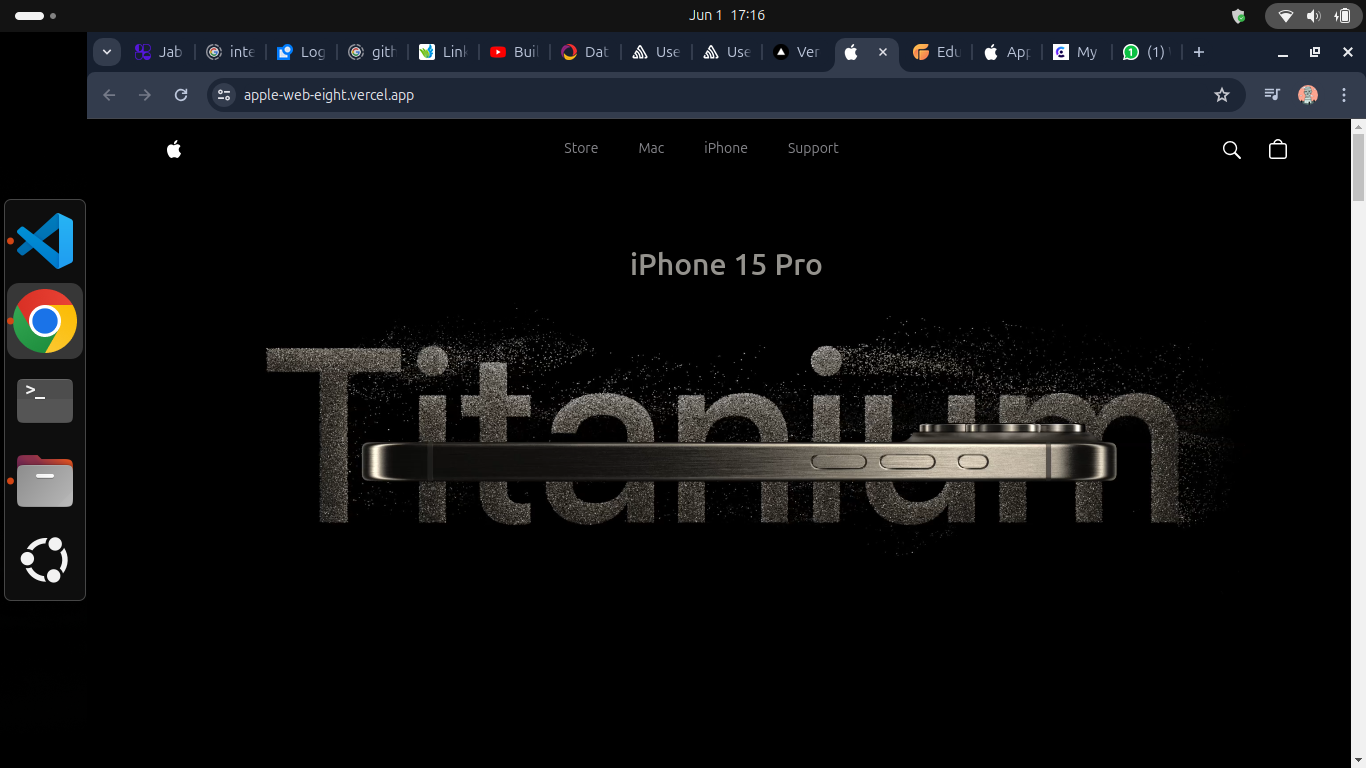 Jun 1 17:16
Jab
inte
Log
gith
Link
Buil
Dat
Use
Use
Ver
Edu
App
My
(1)
apple-web-eight.vercel.app
Store Mac iPhone Support
iPhone 15 Pro
Titanium